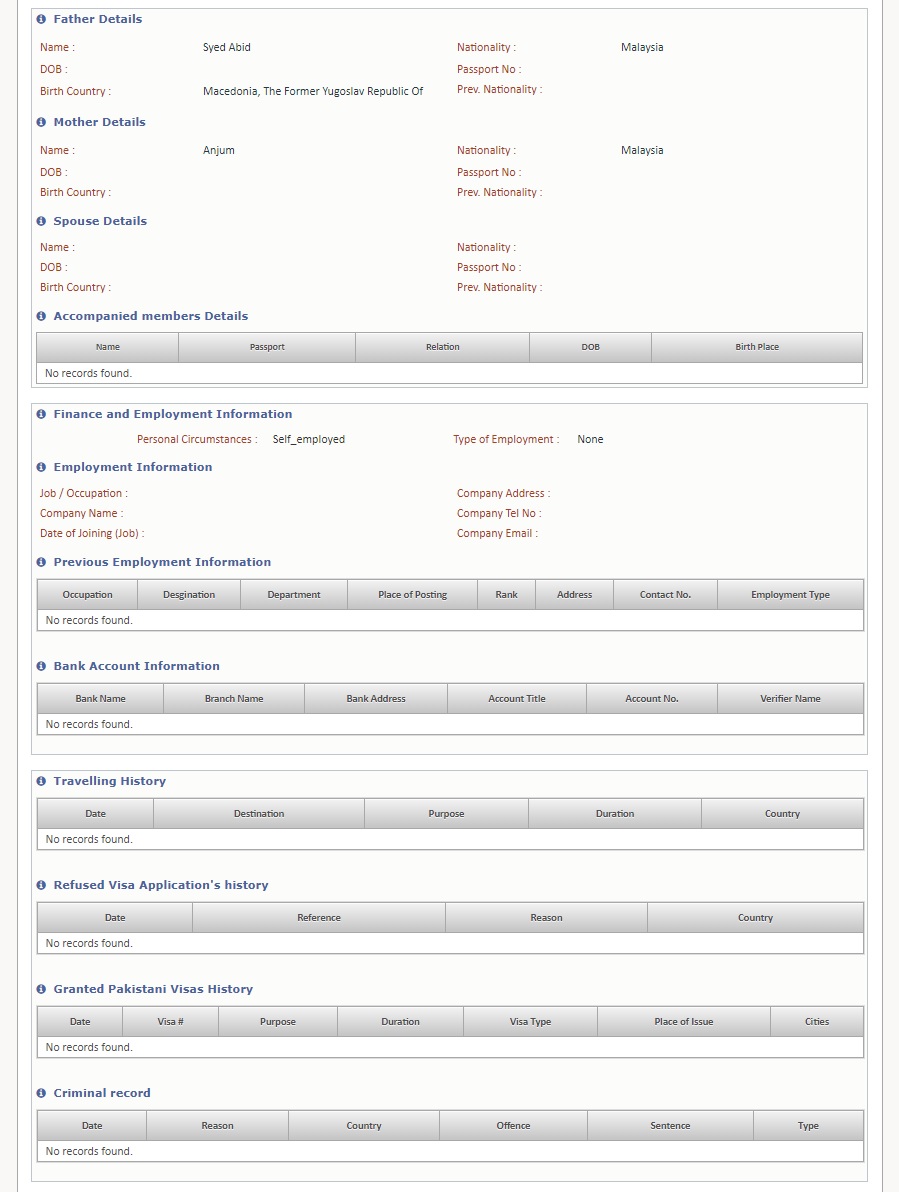 Father Details
Name : Syed Abid Nationality : Malaysia
DOB : Passport No :
Birth Country : Macedonia, The Former Yugoslav Republic Of Prev. Nationality :
Mother Details
Name : Anjum Nationality : Malaysia
DOB : Passport No :
Birth Country : Prev. Nationality :
Spouse Details
Name : Nationality :
DOB : Passport No :
Birth Country : Prev. Nationality :
Accompanied members Details
Name Passport Relation DOB Birth Place
No records found.
Finance and Employment Information
Personal Circumstances : Self_employed Type of Employment : None
Employment Information
Job / Occupation : Company Address :
Company Name : Company Tel No :
Date of Joining (Job) : Company Email :
Previous Employment Information
Occupation Desgination Department Place of Posting Rank Address Contact No. Employment Type
No records found.
Bank Account Information
Bank Name Branch Name Bank Address Account Title Account No. Verifier Name
No records found.
Travelling History
Date Destination Purpose Duration Country
No records found.
Refused Visa Application's history
Date Reference Reason Country
No records found.
Granted Pakistani Visas History
Date Visa # Purpose Duration Visa Type Place of Issue Cities
No records found.
Criminal record
Date Reason Country Offence Sentence Type
No records found.